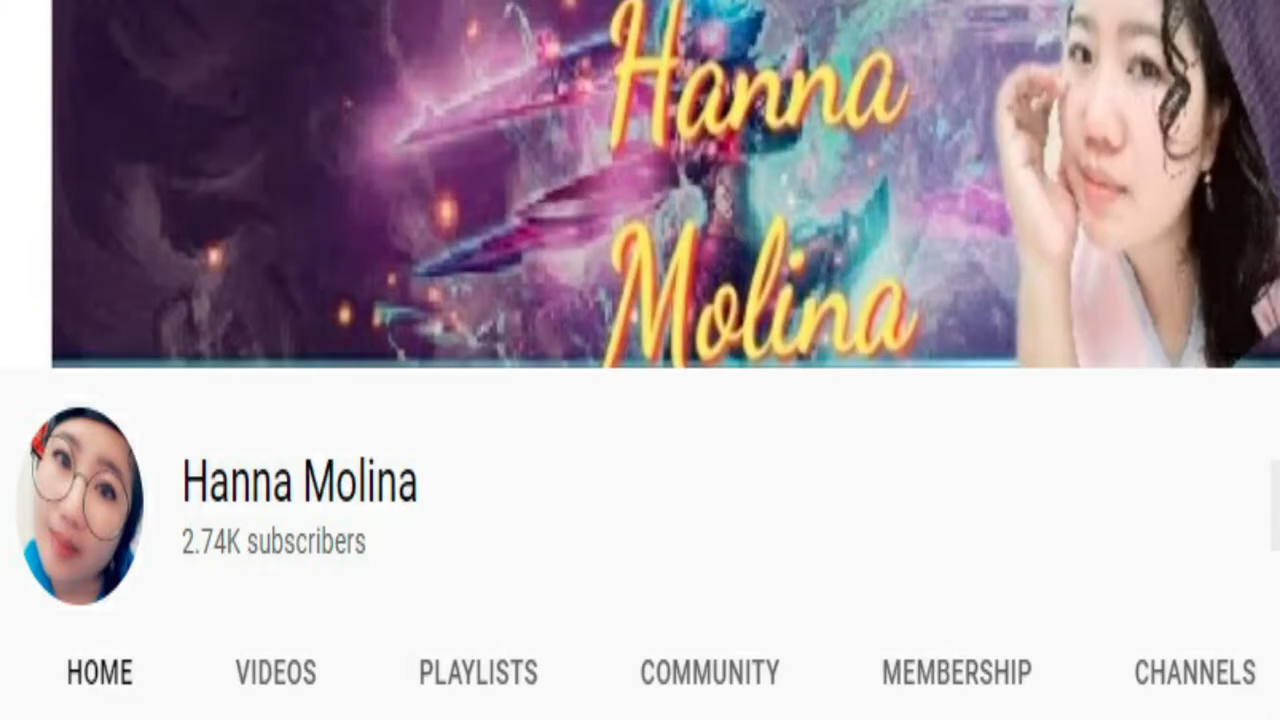 Hanna
Molina
Hanna Molina
2.74K subscribers
HOME VIDEOS PLAYLISTS COMMUNITY MEMBERSHIP CHANNELS